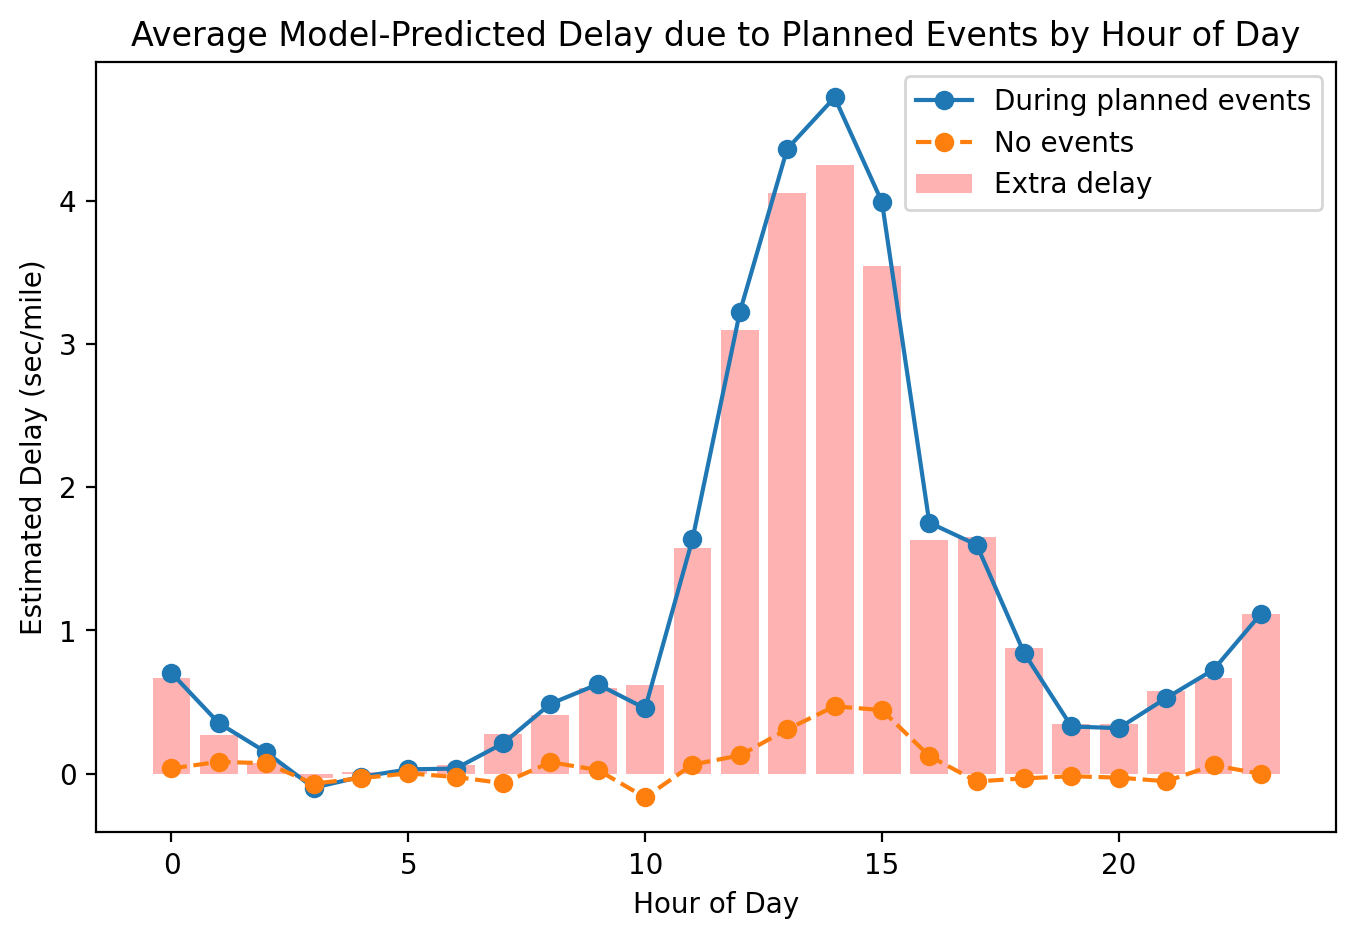 Average Model-Predicted Delay due to Planned Events by Hour of Day
During planned events
No events
Extra delay
Estimated Delay (sec/mile)
4
3
2
1
0
0 5 10 15 20
Hour of Day